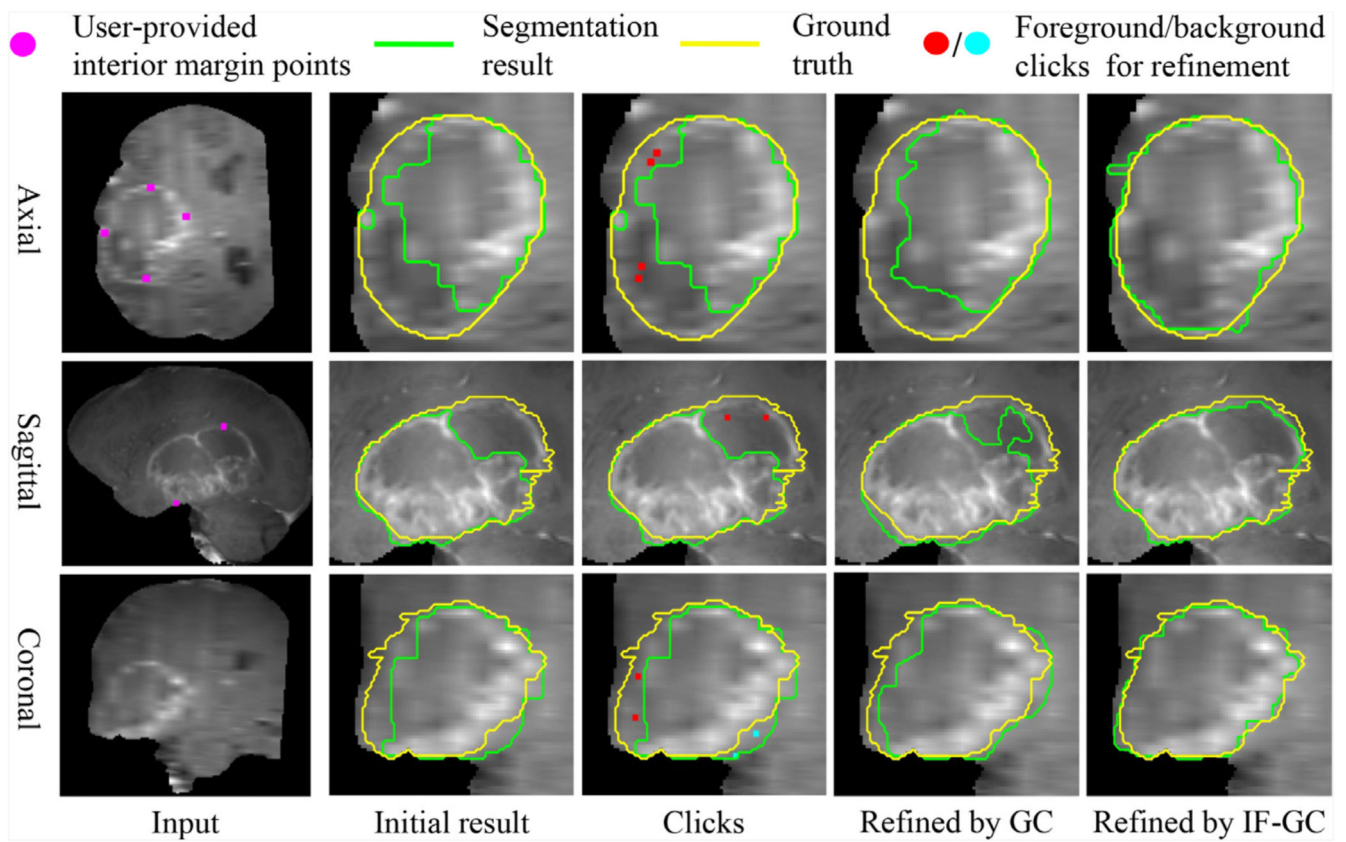 User-provided
interior margin points
Segmentation
result
Ground
truth
/
Foreground/background
clicks for refinement
Axial
Sagittal
Coronal
Input
Initial result
Clicks
Refined by GC
Refined by IF-GC